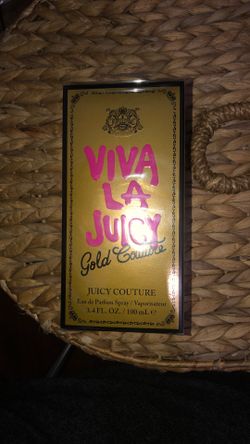 VIVA
LA
JUICY
Gold Couture
JUICY COUTURE
Eau de Parfum Spray / Vaporisateur
3.4 FL. OZ. / 100 mL ℮